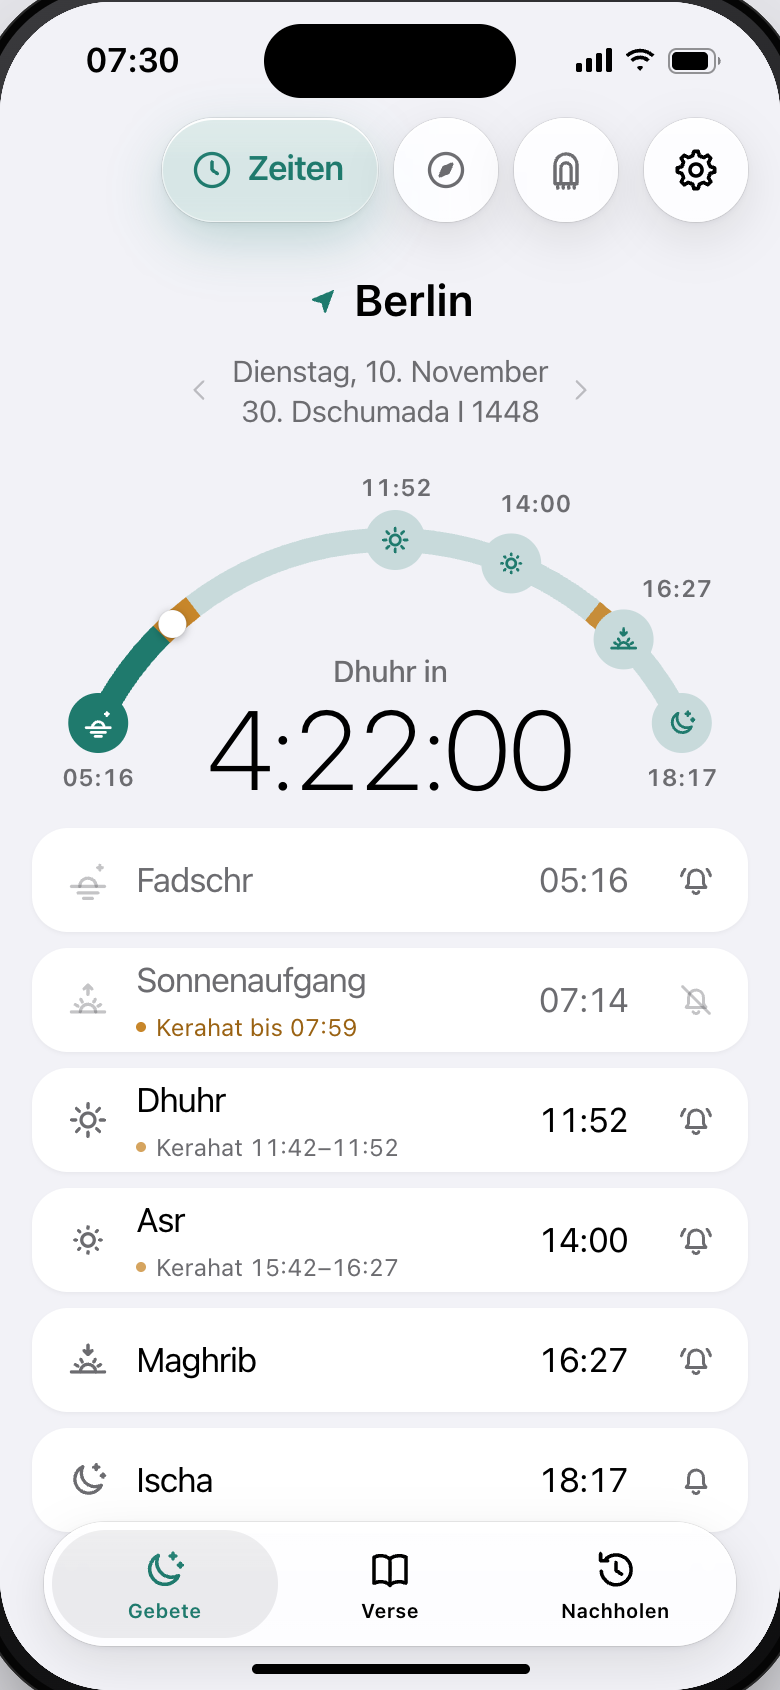 07:30
Zeiten
Berlin
Dienstag, 10. November
30. Dschumada I 1448
11:52
14:00
16:27
Dhuhr in
4:22:00
05:16
18:17
Fadschr 05:16
Sonnenaufgang 07:14
Kerahat bis 07:59
Dhuhr 11:52
Kerahat 11:42–11:52
Asr 14:00
Kerahat 15:42–16:27
Maghrib 16:27
Ischa 18:17
Gebete Verse Nachholen